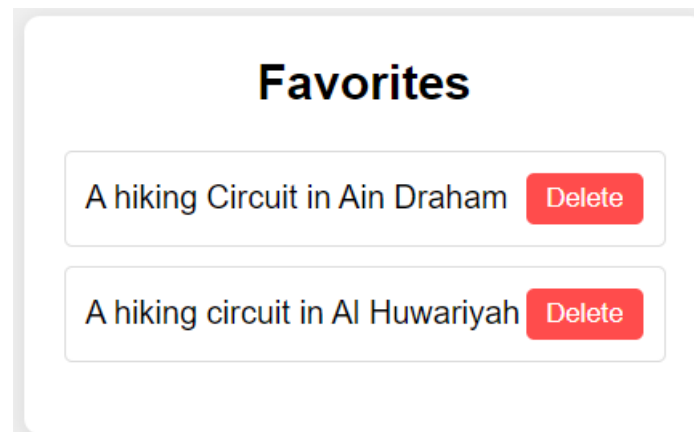 Favorites
A hiking Circuit in Ain Draham Delete
A hiking circuit in Al Huwariyah Delete